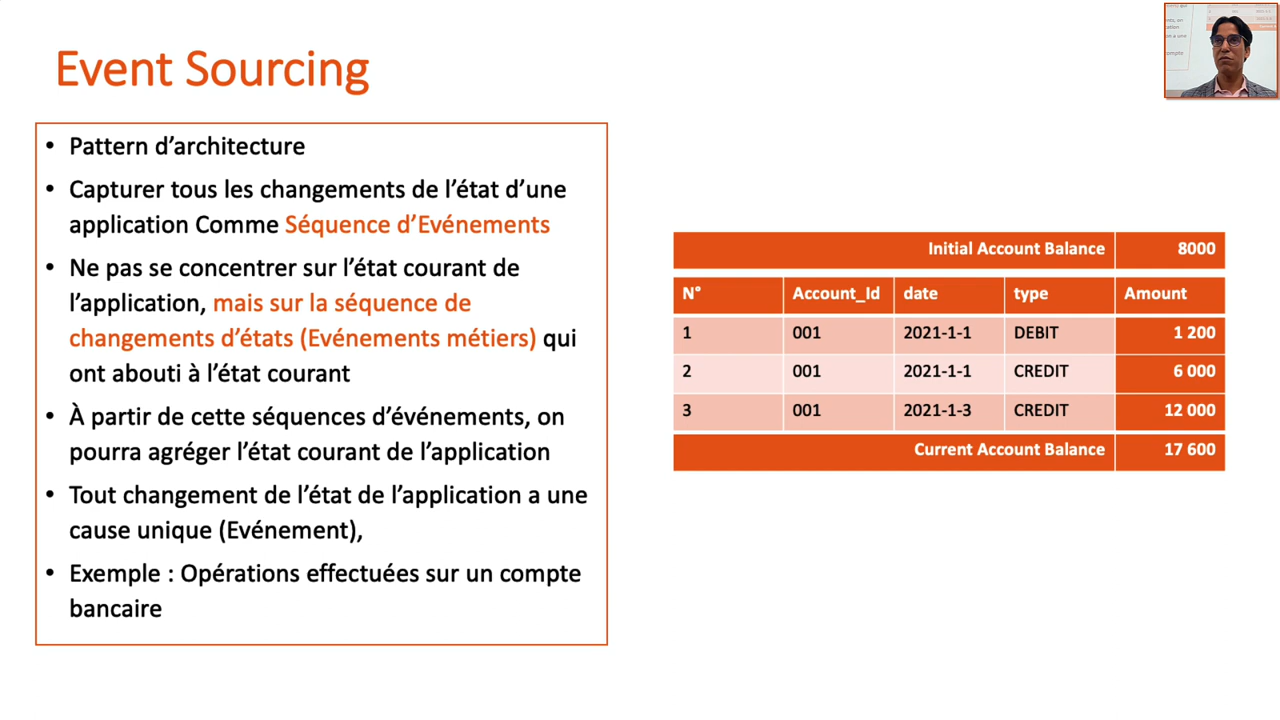 Event Sourcing
• Pattern d’architecture
• Capturer tous les changements de l’état d’une
application Comme Séquence d’Evénements
• Ne pas se concentrer sur l’état courant de
l’application, mais sur la séquence de
changements d’états (Evénements métiers) qui
ont abouti à l’état courant
• À partir de cette séquences d’événements, on
pourra agréger l’état courant de l’application
• Tout changement de l’état de l’application a une
cause unique (Evénement),
• Exemple : Opérations effectuées sur un compte
bancaire
Initial Account Balance 8000
N° Account_Id date type Amount
1 001 2021-1-1 DEBIT 1 200
2 001 2021-1-1 CREDIT 6 000
3 001 2021-1-3 CREDIT 12 000
Current Account Balance 17 600